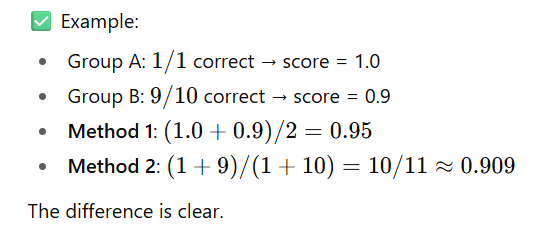 ✅ Example:
• Group A: 1/1 correct → score = 1.0
• Group B: 9/10 correct → score = 0.9
• Method 1: (1.0 + 0.9)/2 = 0.95
• Method 2: (1 + 9)/(1 + 10) = 10/11 ≈ 0.909
The difference is clear.